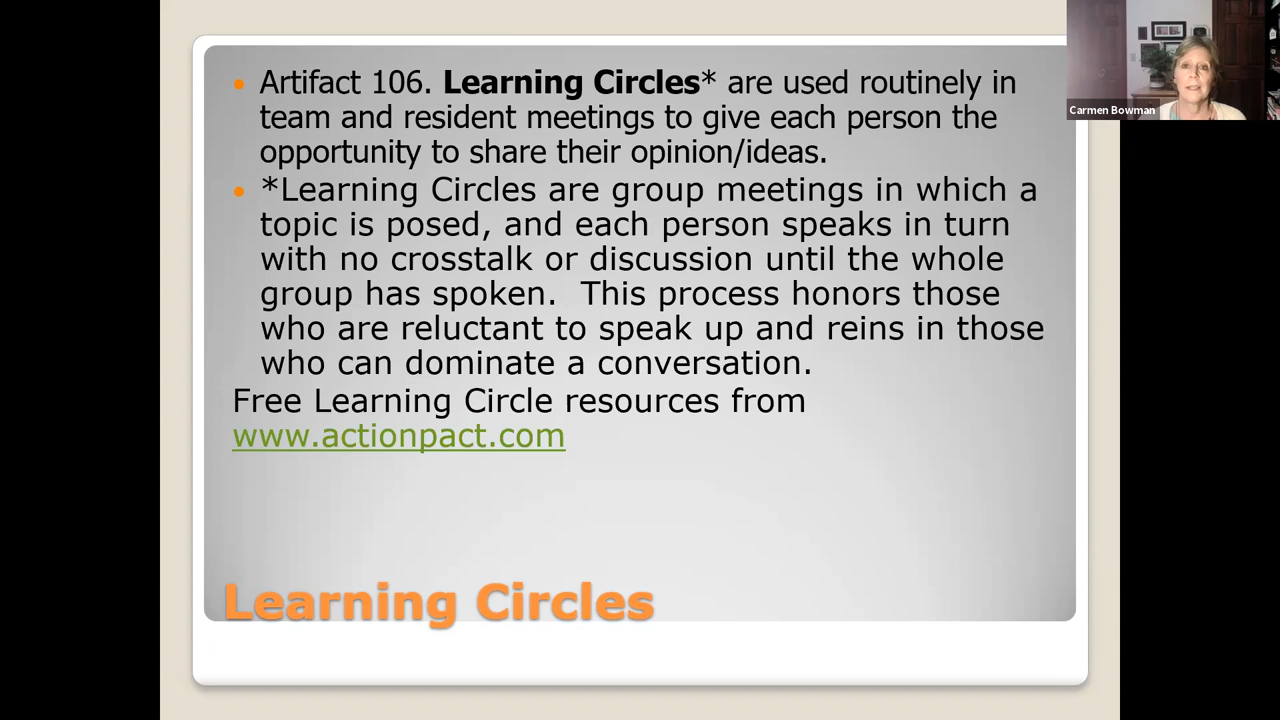 Artifact 106. Learning Circles* are used routinely in
team and resident meetings to give each person the
opportunity to share their opinion/ideas.
*Learning Circles are group meetings in which a
topic is posed, and each person speaks in turn
with no crosstalk or discussion until the whole
group has spoken.  This process honors those
who are reluctant to speak up and reins in those
who can dominate a conversation.
Free Learning Circle resources from
www.actionpact.com
Learning Circles
Carmen Bowman